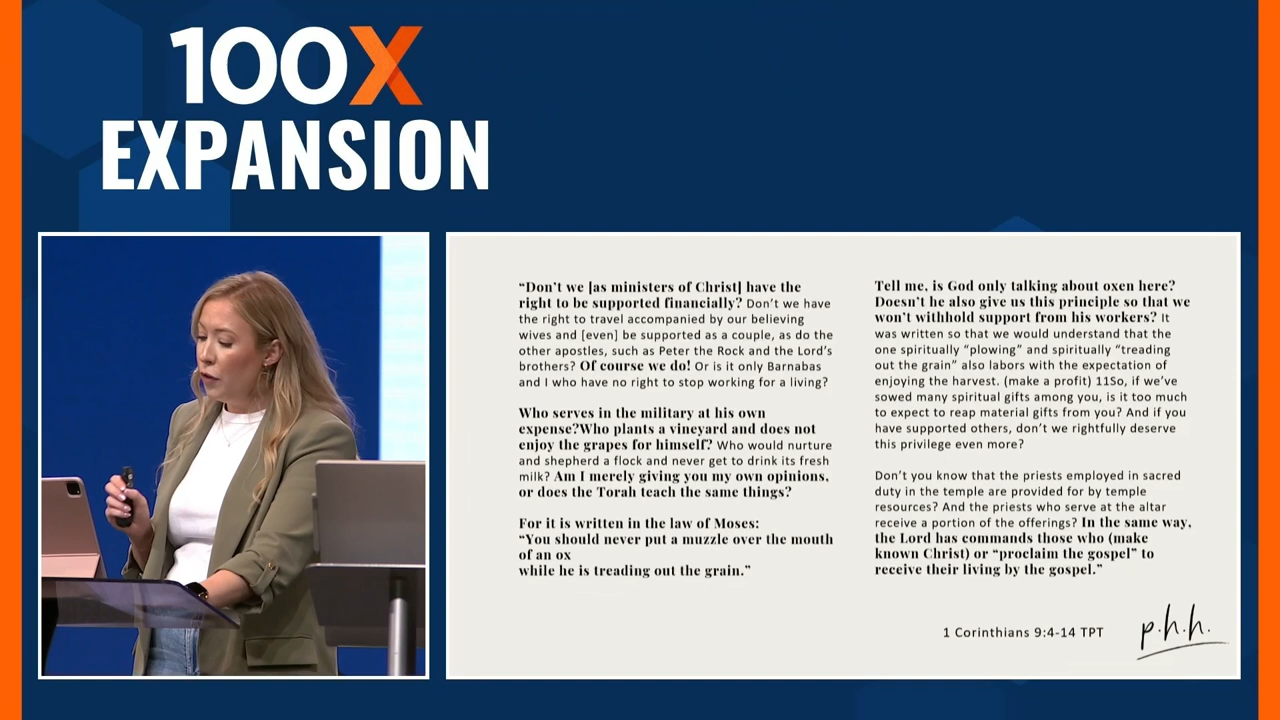 100X
EXPANSION
“Don’t we [as ministers of Christ] have the
right to be supported financially? Don’t we have
the right to travel accompanied by our believing
wives and [even] be supported as a couple, as do the
other apostles, such as Peter the Rock and the Lord’s
brothers? Of course we do! Or is it only Barnabas
and I who have no right to stop working for a living?
Who serves in the military at his own
expense?Who plants a vineyard and does not
enjoy the grapes for himself? Who would nurture
and shepherd a flock and never get to drink its fresh
milk? Am I merely giving you my own opinions,
or does the Torah teach the same things?
For it is written in the law of Moses:
“You should never put a muzzle over the mouth
of an ox
while he is treading out the grain.”
Tell me, is God only talking about oxen here?
Doesn’t he also give us this principle so that we
won’t withhold support from his workers? It
was written so that we would understand that the
one spiritually “plowing” and spiritually “treading
out the grain” also labors with the expectation of
enjoying the harvest. (make a profit) 11So, if we’ve
sowed many spiritual gifts among you, is it too much
to expect to reap material gifts from you? And if you
have supported others, don’t we rightfully deserve
this privilege even more?
Don’t you know that the priests employed in sacred
duty in the temple are provided for by temple
resources? And the priests who serve at the altar
receive a portion of the offerings? In the same way,
the Lord has commands those who (make
known Christ) or “proclaim the gospel” to
receive their living by the gospel.”
1 Corinthians 9:4-14 TPT
p.h.h.